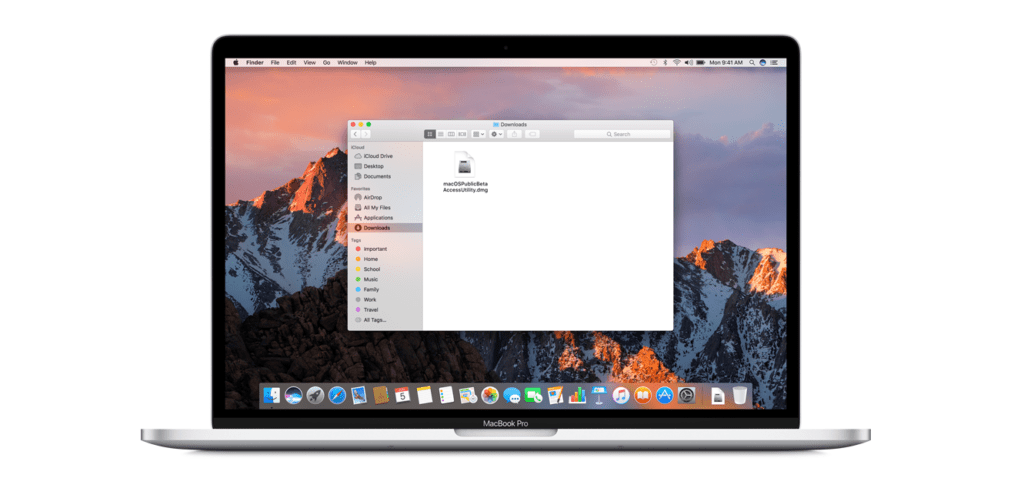 Finder File Edit View Go Window Help Mon 9:41 AM
Downloads
Search
iCloud
iCloud Drive
Desktop
Documents
Favorites
AirDrop
All My Files
Applications
Downloads
Tags
Important
Home
School
Music
Family
Work
Travel
All Tags...
macOSPublicBeta
AccessUtility.dmg
5
MacBook Pro